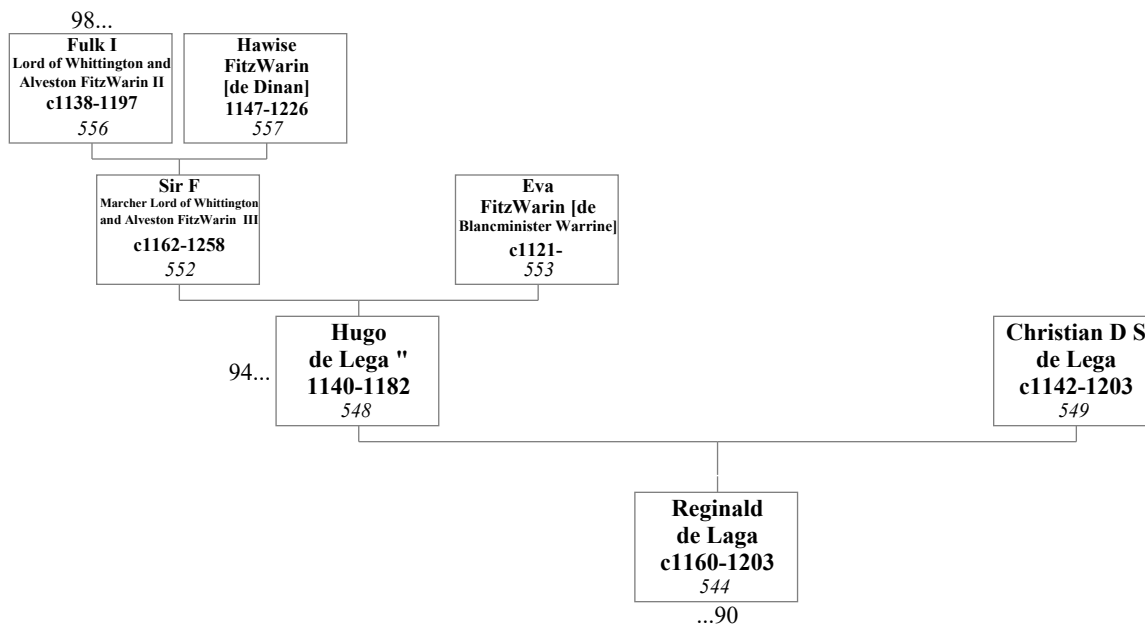 98...
Fulk I
Lord of Whittington and
Alveston FitzWarin II
c1138-1197
556
Hawise
FitzWarin
[de Dinan]
1147-1226
557
Sir F
Marcher Lord of Whittington
and Alveston FitzWarin III
c1162-1258
552
Eva
FitzWarin [de
Blancminister Warrine]
c1121-
553
94...
Hugo
de Lega "
1140-1182
548
Christian D S
de Lega
c1142-1203
549
Reginald
de Laga
c1160-1203
544
...90